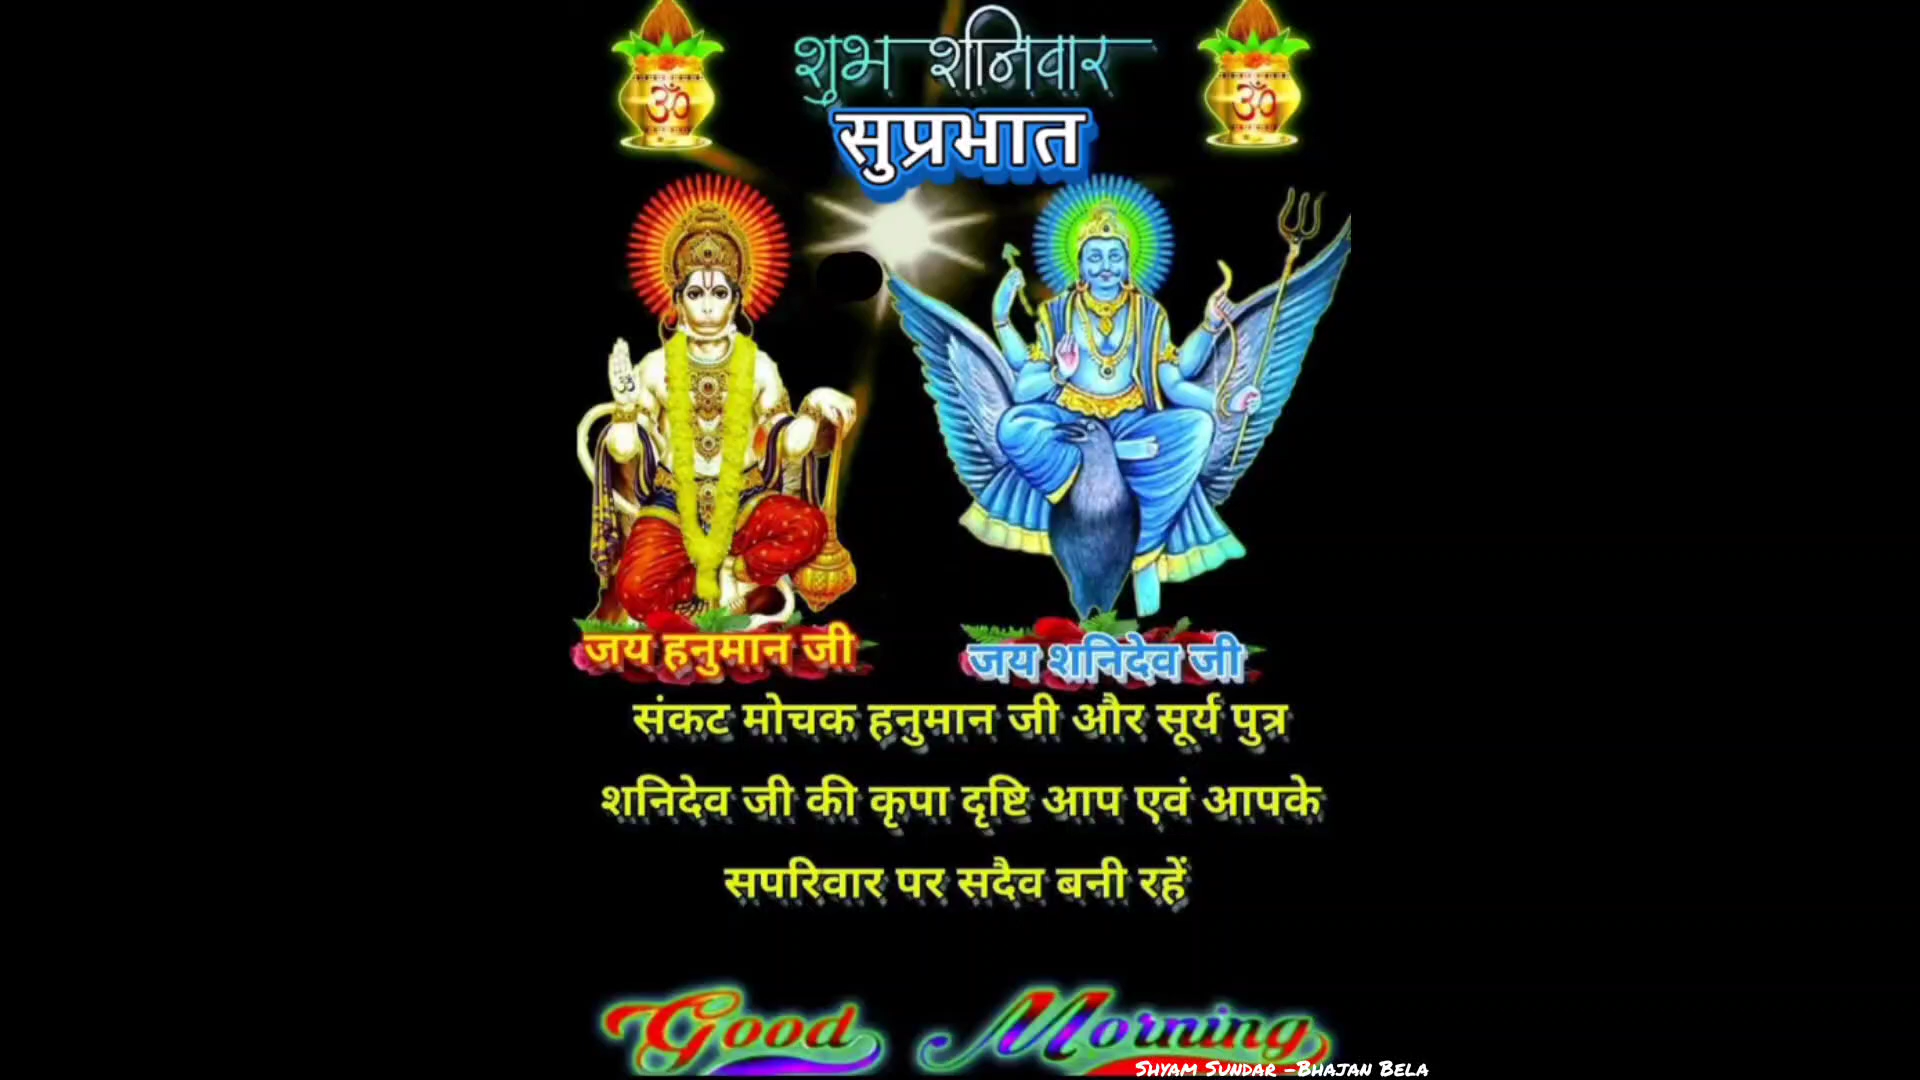 शुभ शनिवार
सुप्रभात
ॐ
ॐ
ॐ
जय हनुमान जी
जय शनिदेव जी
संकट मोचक हनुमान जी और सूर्य पुत्र
शनिदेव जी की कृपा दृष्टि आप एवं आपके
सपरिवार पर सदैव बनी रहें
Good Morning
Shyam Sundar -Bhajan Bela